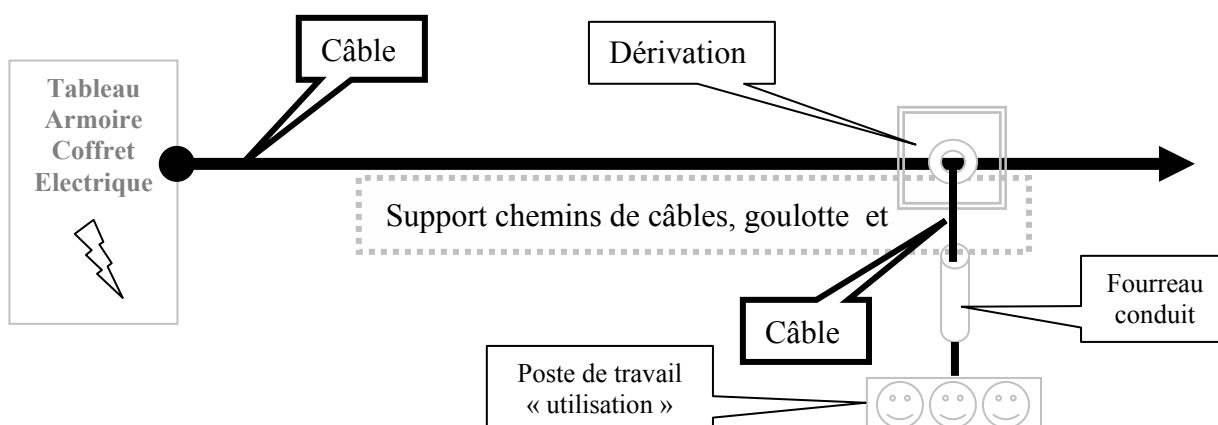 Câble
Dérivation
Tableau
Armoire
Coffret
Electrique
Support chemins de câbles, goulotte et
Câble
Fourreau
conduit
Poste de travail
« utilisation »